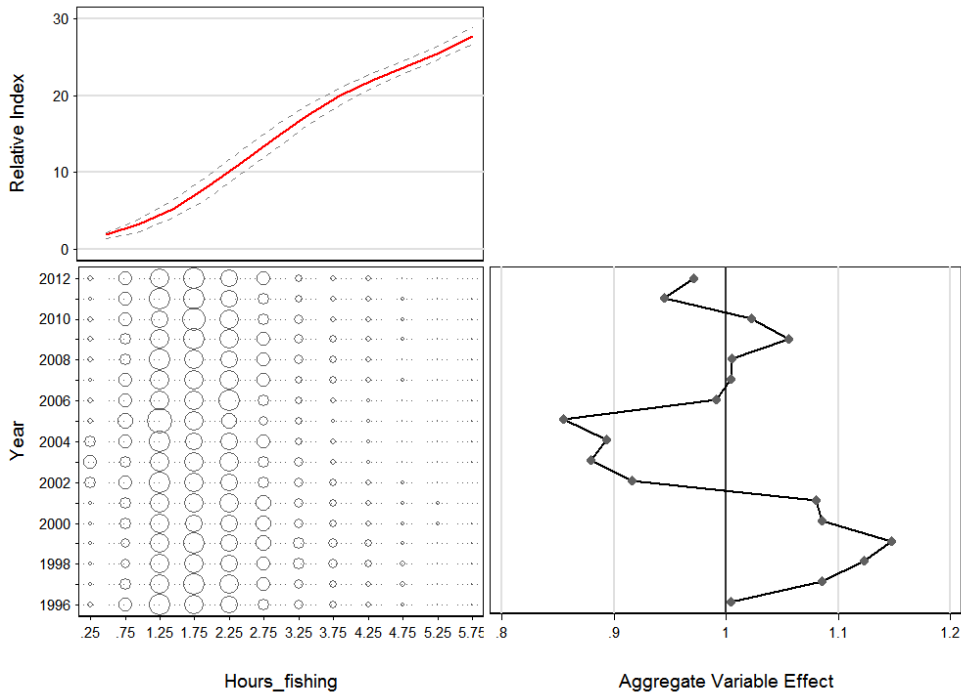 30
20
10
0
Relative Index
2012
2010
2008
2006
2004
2002
2000
1998
1996
Year
.25 .75 1.25 1.75 2.25 2.75 3.25 3.75 4.25 4.75 5.25 5.75
.8 .9 1 1.1 1.2
Hours_fishing
Aggregate Variable Effect